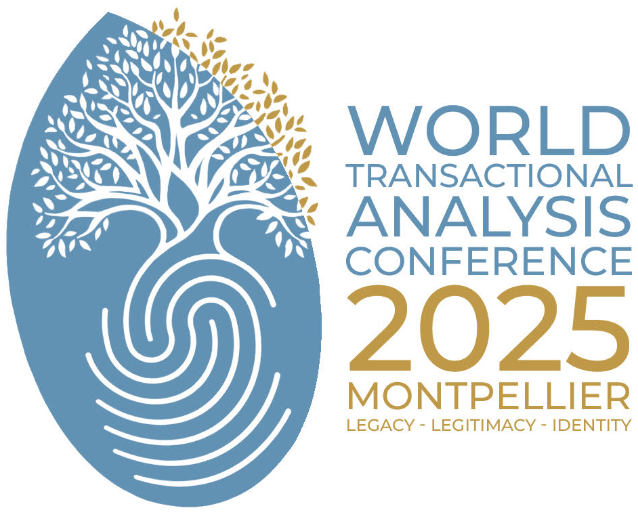 WORLD
TRANSACTIONAL
ANALYSIS
CONFERENCE
2025
MONTPELLIER
LEGACY - LEGITIMACY - IDENTITY